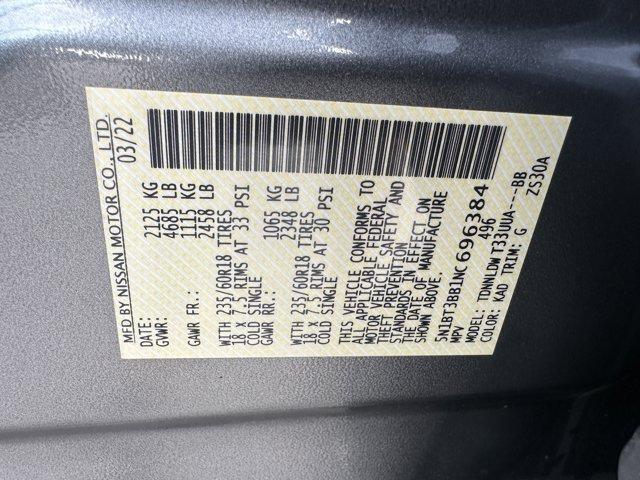 MFD BY NISSAN MOTOR CO., LTD.
DATE: 03/22
GVWR: 2125 KG
4685 LB
GAWR FR.: 1115 KG
2458 LB
WITH 235/60R18 TIRES
18 x 7.5 RIMS AT 33 PSI
COLD SINGLE
GAWR RR.: 1065 KG
2348 LB
WITH 235/60R18 TIRES
18 x 7.5 RIMS AT 30 PSI
COLD SINGLE
THIS VEHICLE CONFORMS TO
ALL APPLICABLE FEDERAL
MOTOR VEHICLE SAFETY AND
THEFT PREVENTION
STANDARDS IN EFFECT ON
THE DATE OF MANUFACTURE
SHOWN ABOVE.
5N1BT3BB1NC696384
MPV 496
MODEL: TDNNLDWT33UUA----BB
COLOR: KAD TRIM: G ZS30A